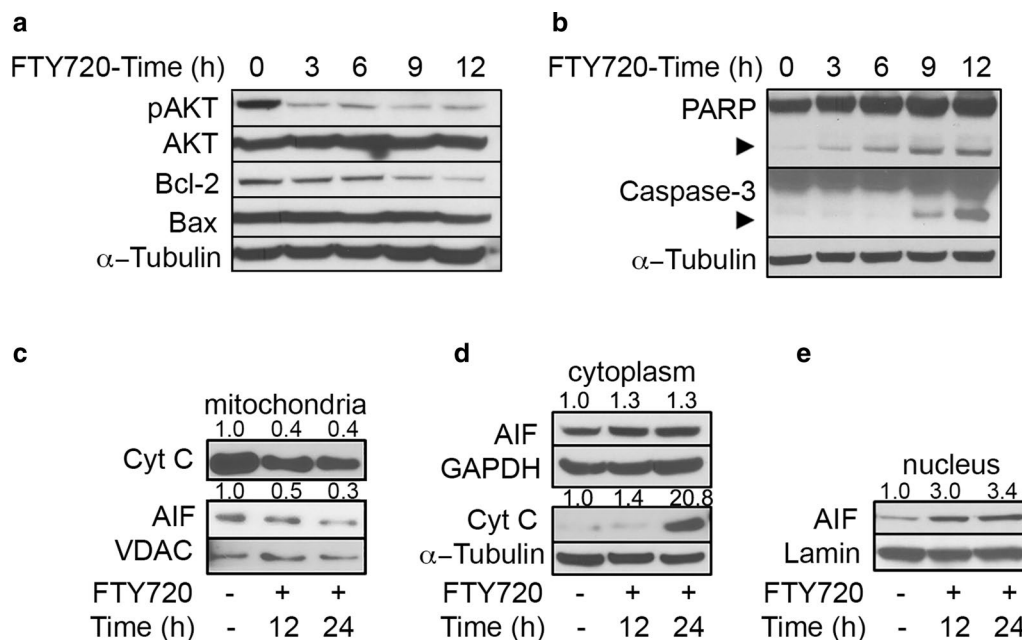 a
FTY720-Time (h) 0 3 6 9 12
pAKT
AKT
Bcl-2
Bax
α–Tubulin
b
FTY720-Time (h) 0 3 6 9 12
PARP
Caspase-3
α–Tubulin
c
mitochondria
1.0 0.4 0.4
Cyt C
1.0 0.5 0.3
AIF
VDAC
FTY720 - + +
Time (h) - 12 24
d
cytoplasm
1.0 1.3 1.3
AIF
GAPDH
1.0 1.4 20.8
Cyt C
α–Tubulin
FTY720 - + +
Time (h) - 12 24
e
nucleus
1.0 3.0 3.4
AIF
Lamin
FTY720 - + +
Time (h) - 12 24